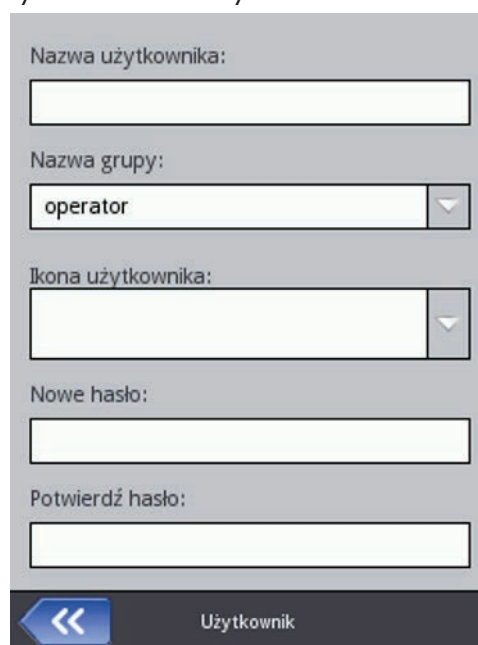 Nazwa użytkownika:
Nazwa grupy:
operator
Ikona użytkownika:
Nowe hasło:
Potwierdź hasło:
Użytkownik